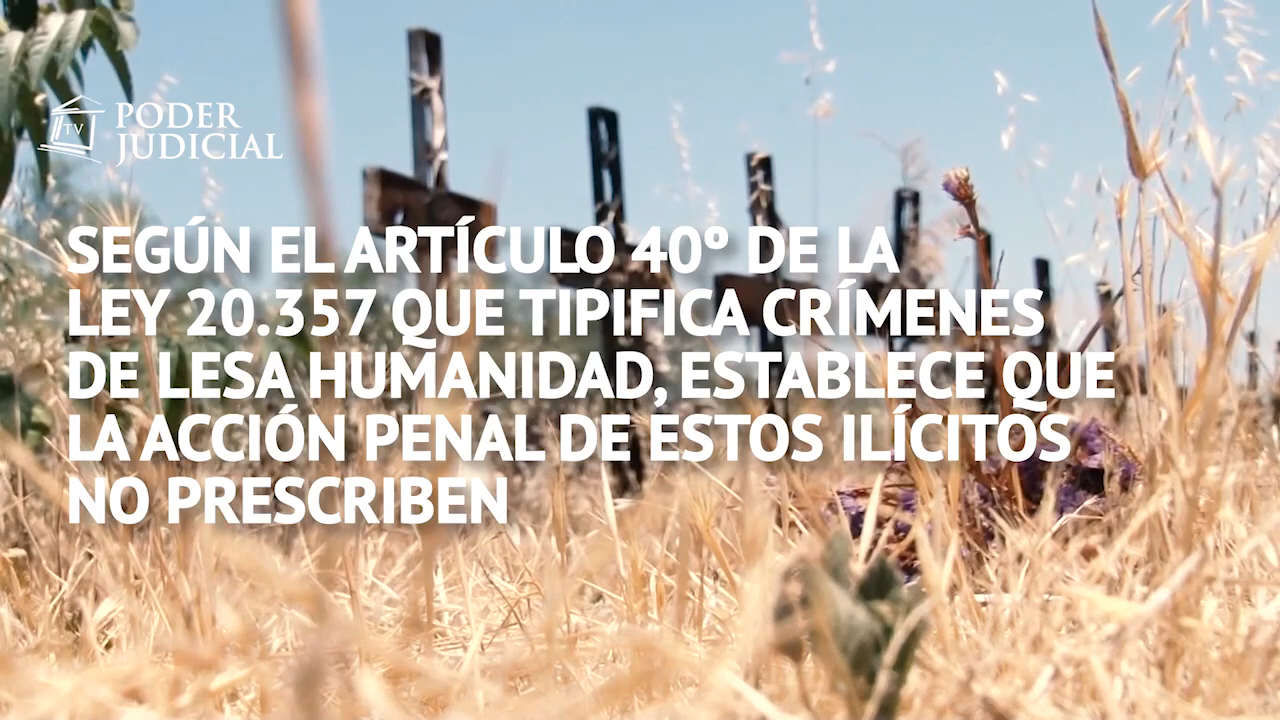 TV
PODER
JUDICIAL
SEGÚN EL ARTÍCULO 40º DE LA
LEY 20.357 QUE TIPIFICA CRÍMENES
DE LESA HUMANIDAD, ESTABLECE QUE
LA ACCIÓN PENAL DE ESTOS ILÍCITOS
NO PRESCRIBEN